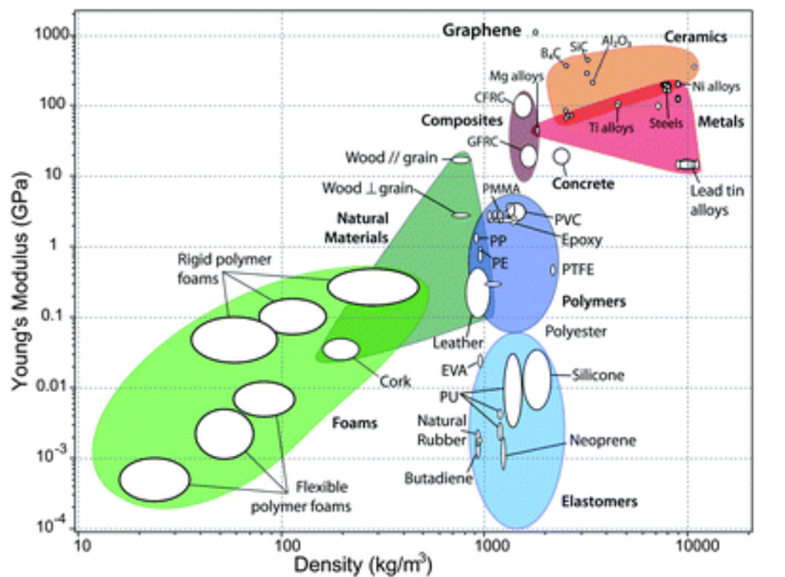 1000
100
10
1
0.1
0.01
10⁻³
10⁻⁴
Young's Modulus (GPa)
10
100
1000
10000
Density (kg/m³)
Graphene
B₄C
SiC
Al₂O₃
Ceramics
Mg alloys
CFRC
Ni alloys
Composites
Ti alloys
Steels
Metals
GFRC
Wood // grain
Concrete
Wood ⊥ grain
PMMA
Lead tin
alloys
Natural
Materials
PVC
PP
Epoxy
PE
PTFE
Rigid polymer
foams
Polymers
Leather
Polyester
EVA
Cork
Silicone
PU
Foams
Natural
Rubber
Neoprene
Butadiene
Flexible
polymer foams
Elastomers